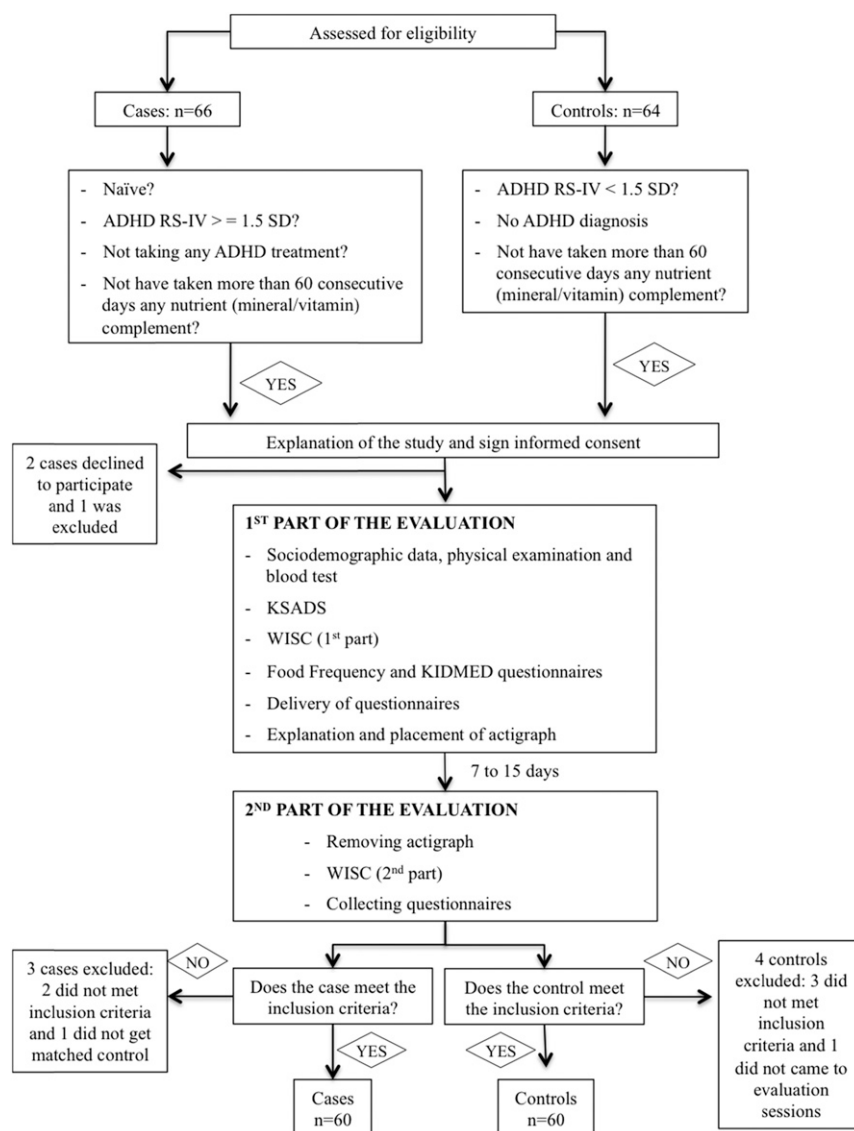 Assessed for eligibility
Cases: n=66
Controls: n=64
- Naïve?
- ADHD RS-IV > = 1.5 SD?
- Not taking any ADHD treatment?
- Not have taken more than 60 consecutive
days any nutrient (mineral/vitamin)
complement?
- ADHD RS-IV < 1.5 SD?
- No ADHD diagnosis
- Not have taken more than 60
consecutive days any nutrient
(mineral/vitamin) complement?
YES
YES
Explanation of the study and sign informed consent
2 cases declined
to participate
and 1 was
excluded
1ST PART OF THE EVALUATION
- Sociodemographic data, physical examination and
blood test
- KSADS
- WISC (1st part)
- Food Frequency and KIDMED questionnaires
- Delivery of questionnaires
- Explanation and placement of actigraph
7 to 15 days
2ND PART OF THE EVALUATION
- Removing actigraph
- WISC (2nd part)
- Collecting questionnaires
3 cases excluded:
2 did not met
inclusion criteria
and 1 did not get
matched control
NO
Does the case meet the
inclusion criteria?
Does the control meet
the inclusion criteria?
NO
4 controls
excluded: 3 did
not met
inclusion
criteria and 1
did not came to
evaluation
sessions
YES
YES
Cases
n=60
Controls
n=60